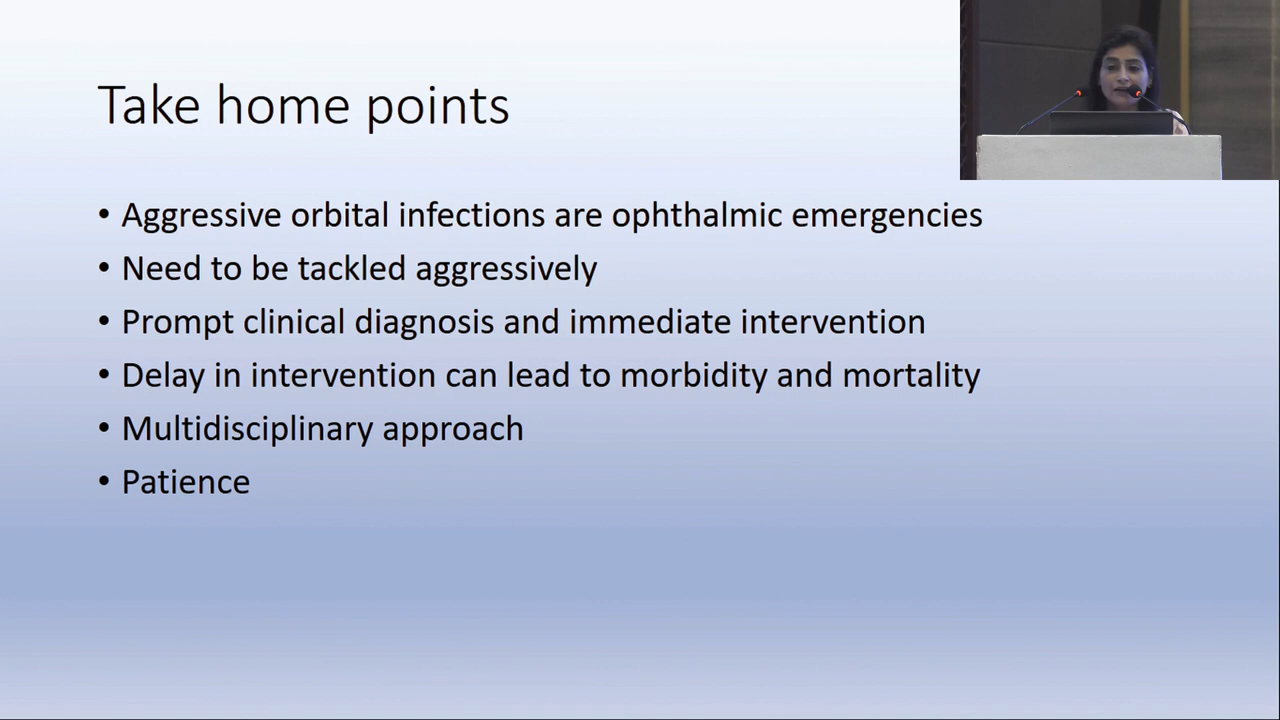 Take home points
• Aggressive orbital infections are ophthalmic emergencies
• Need to be tackled aggressively
• Prompt clinical diagnosis and immediate intervention
• Delay in intervention can lead to morbidity and mortality
• Multidisciplinary approach
• Patience